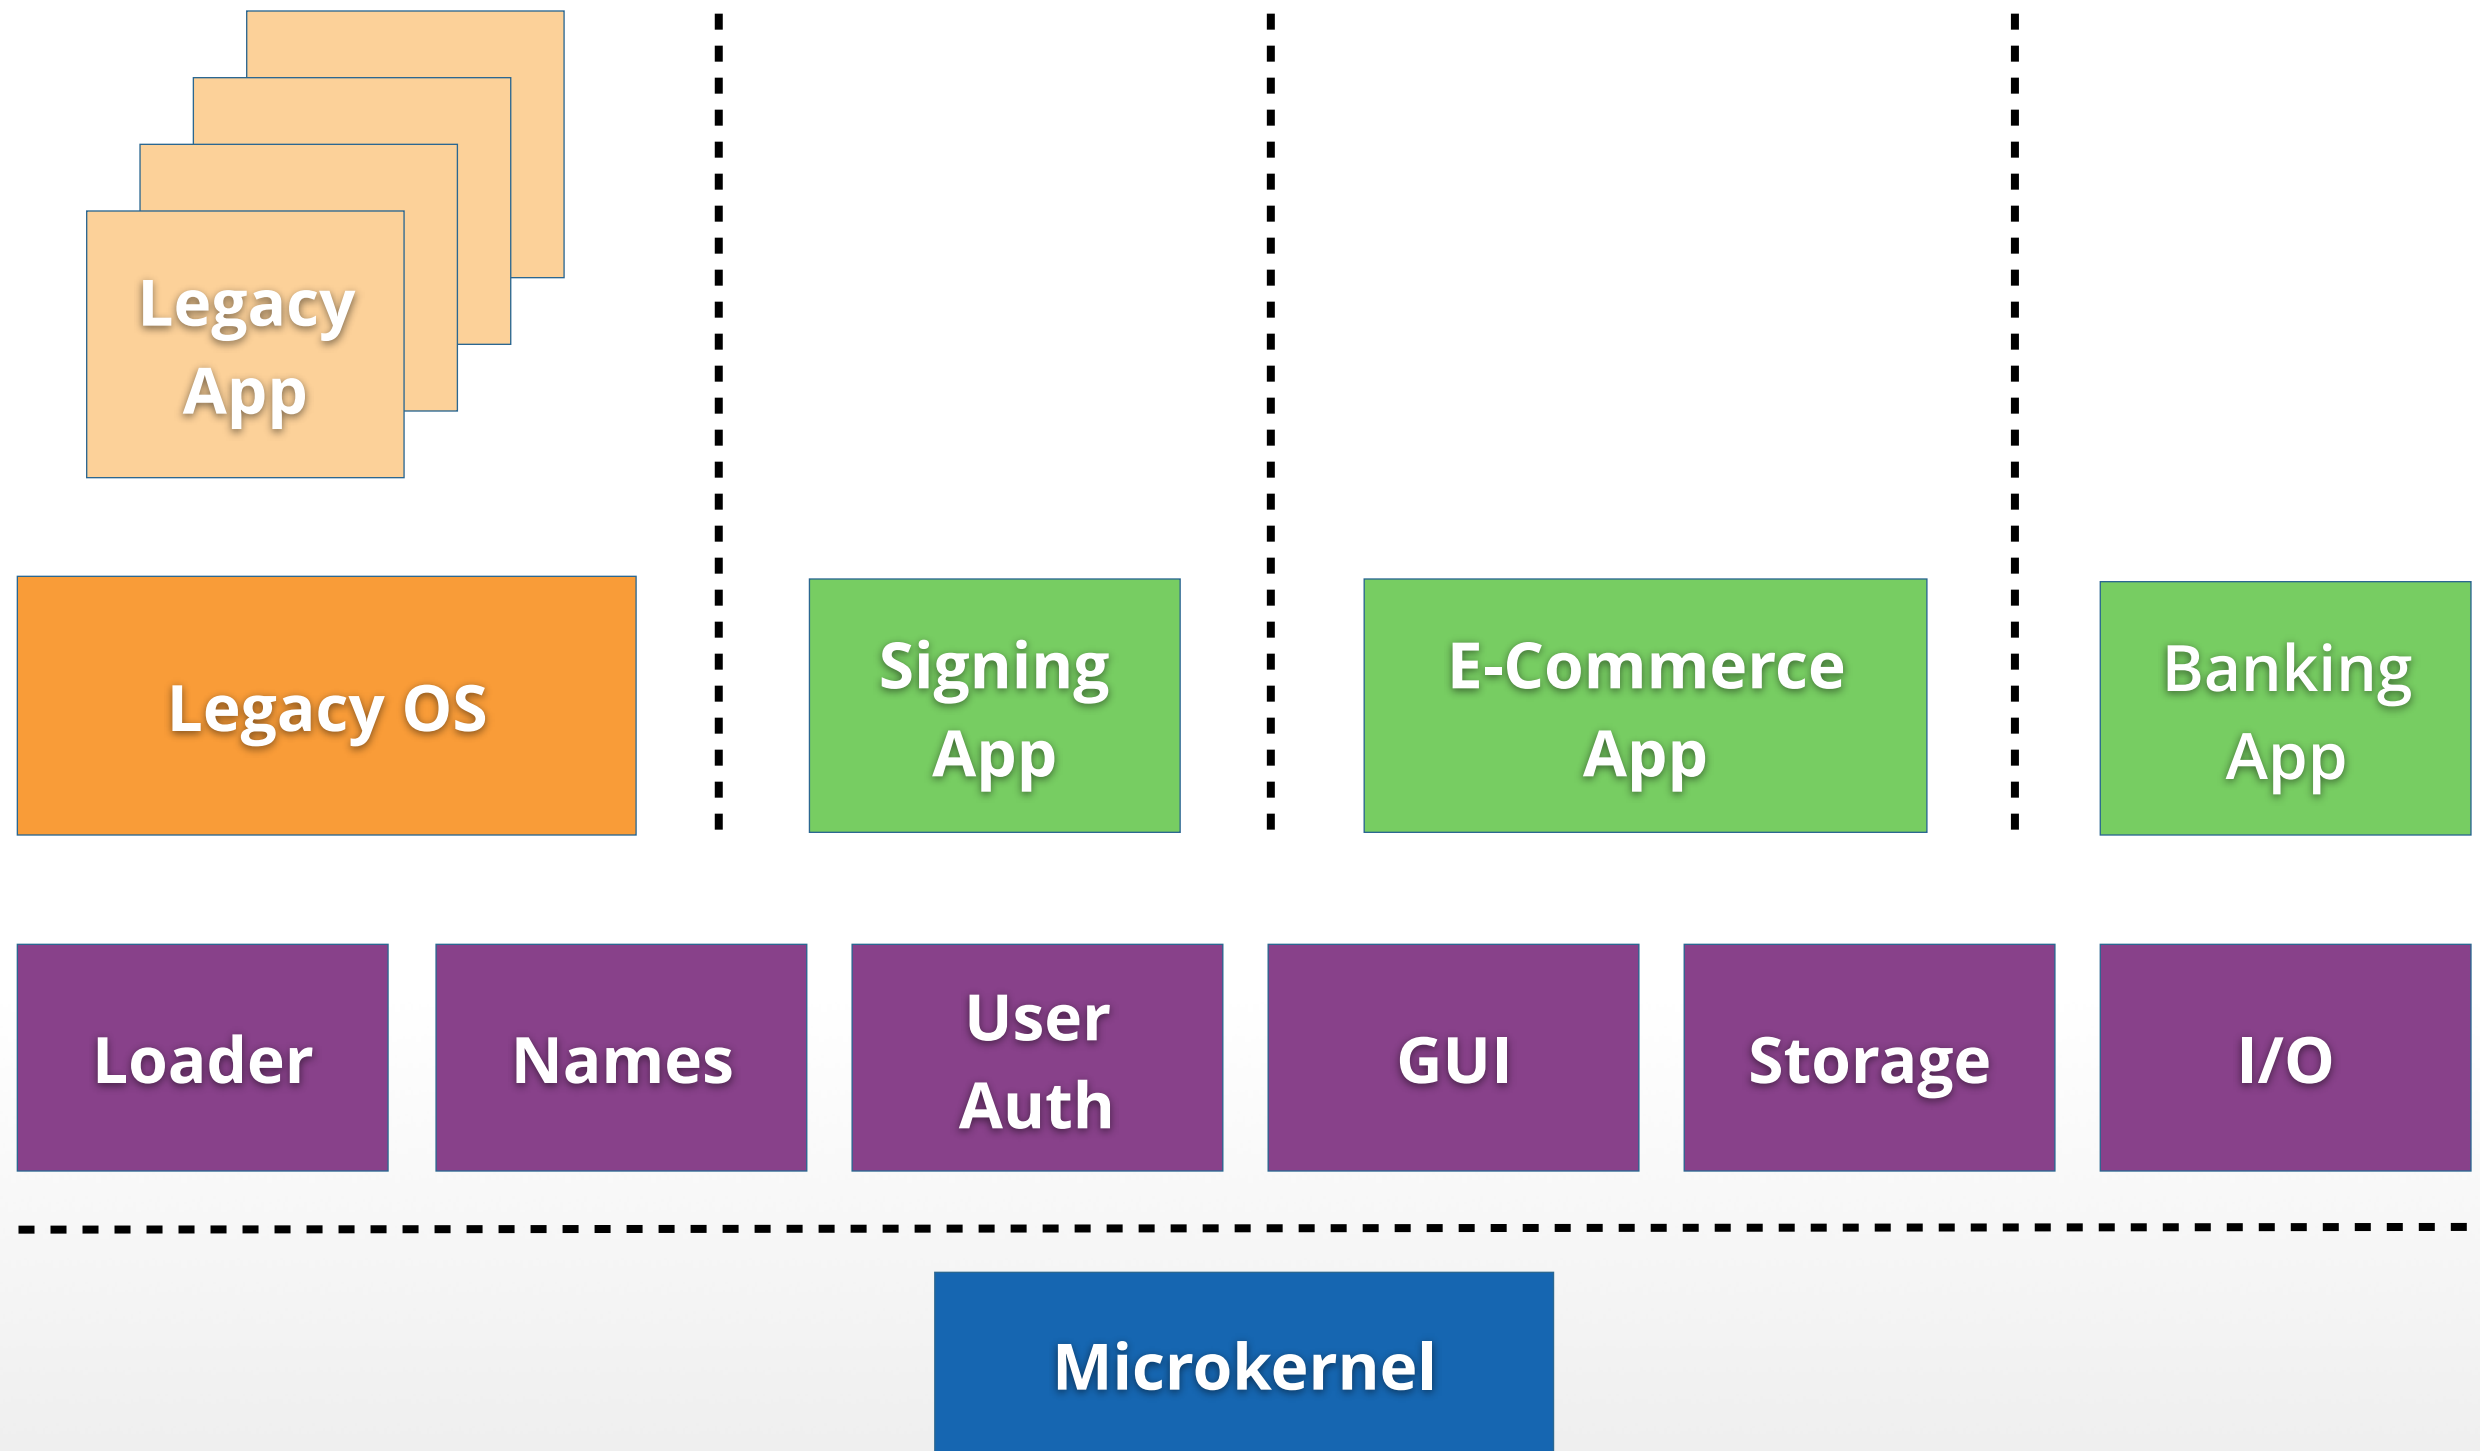 Legacy
App
Legacy OS
Signing
App
E-Commerce
App
Banking
App
Loader
Names
User
Auth
GUI
Storage
I/O
Microkernel